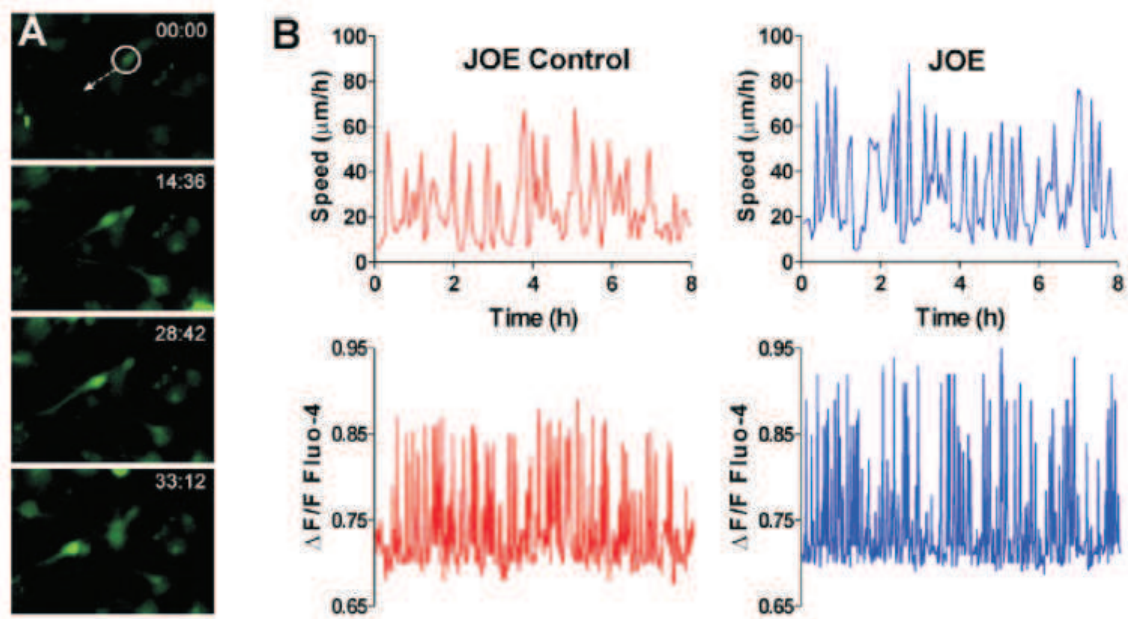 A
00:00
14:36
28:42
33:12
B
JOE Control
Speed (μm/h)
100
80
60
40
20
0
0 2 4 6 8
Time (h)
JOE
Speed (μm/h)
100
80
60
40
20
0
0 2 4 6 8
Time (h)
ΔF/F Fluo-4
0.95
0.85
0.75
0.65
ΔF/F Fluo-4
0.95
0.85
0.75
0.65